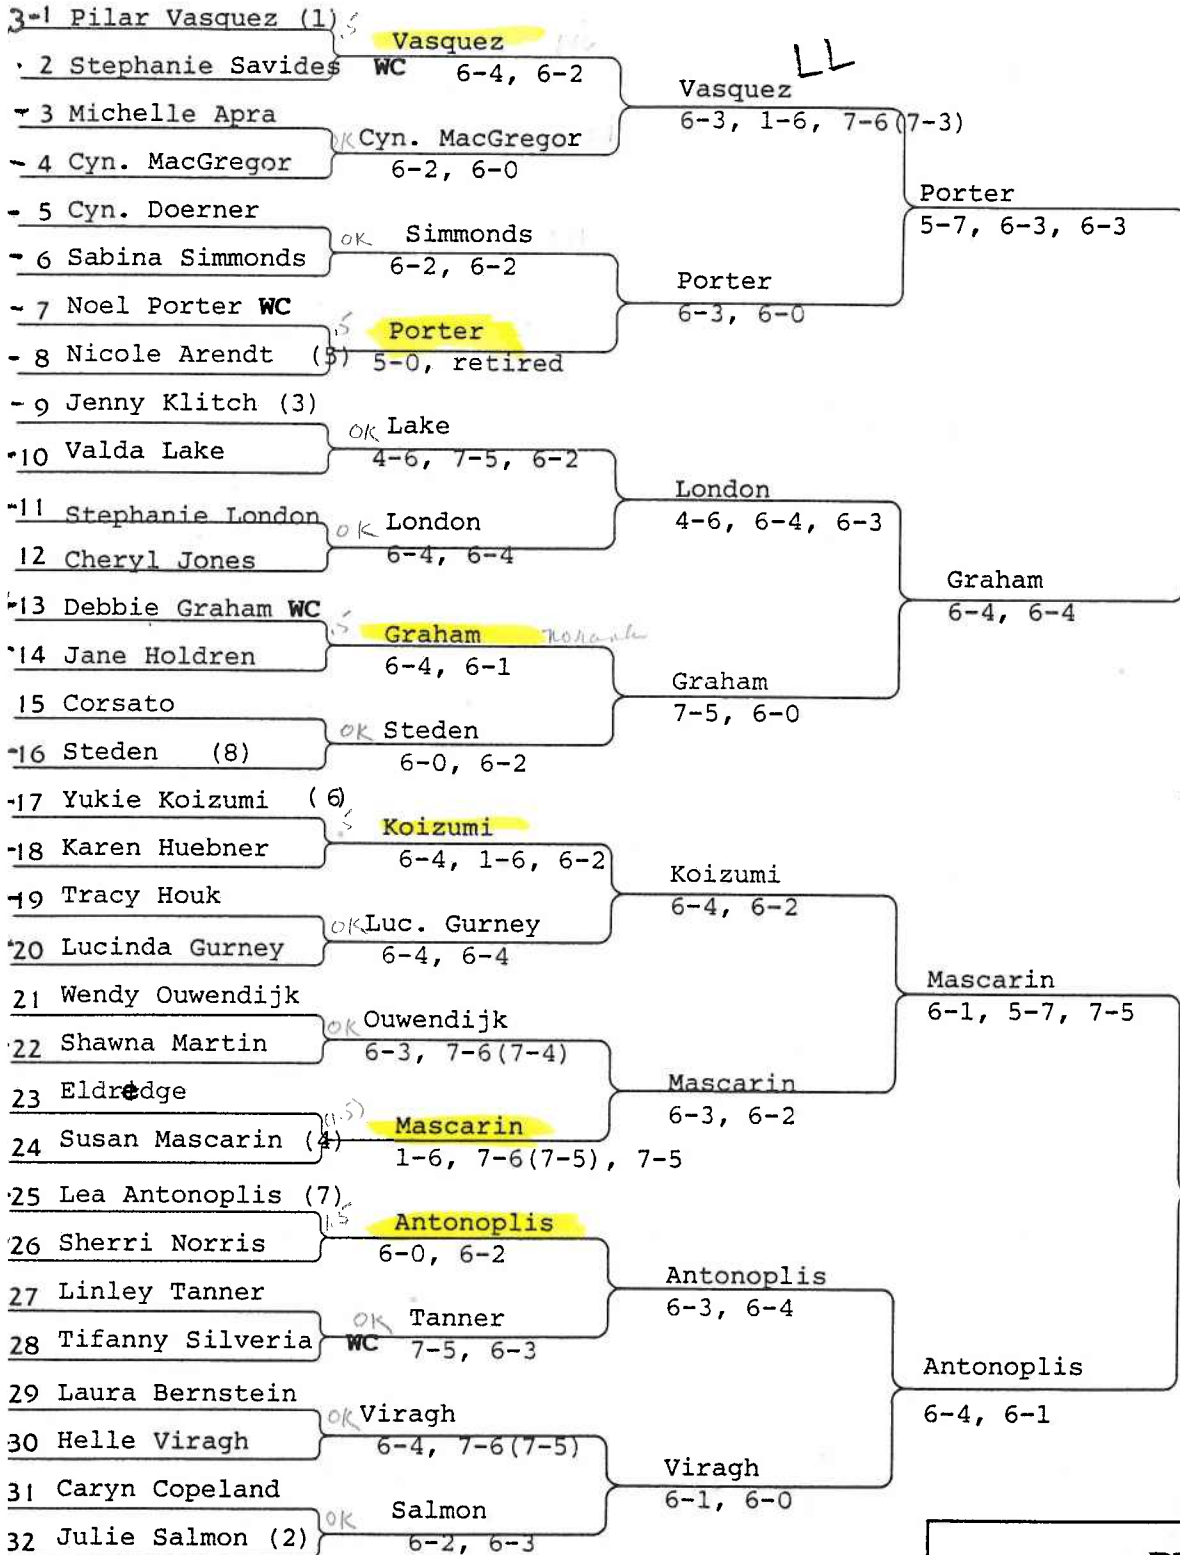 3-1 Pilar Vasquez (1)
2 Stephanie Savides WC
3 Michelle Apra
4 Cyn. MacGregor
5 Cyn. Doerner
6 Sabina Simmonds
7 Noel Porter WC
8 Nicole Arendt
9 Jenny Klitch (3)
10 Valda Lake
11 Stephanie London
12 Cheryl Jones
13 Debbie Graham WC
14 Jane Holdren
15 Corsato
16 Steden (8)
17 Yukie Koizumi (6)
18 Karen Huebner
19 Tracy Houk
20 Lucinda Gurney
21 Wendy Ouwendijk
22 Shawna Martin
23 Eldredge
24 Susan Mascarin (4)
25 Lea Antonoplis (7)
26 Sherri Norris
27 Linley Tanner
28 Tifanny Silveria WC
29 Laura Bernstein
30 Helle Viragh
31 Caryn Copeland
32 Julie Salmon (2)
.5 Vasquez
6-4, 6-2
OK Cyn. MacGregor
6-2, 6-0
OK Simmonds
6-2, 6-2
.5 Porter
5-0, retired
OK Lake
4-6, 7-5, 6-2
OK London
6-4, 6-4
.5 Graham
6-4, 6-1
OK Steden
6-0, 6-2
.5 Koizumi
6-4, 1-6, 6-2
OK Luc. Gurney
6-4, 6-4
OK Ouwendijk
6-3, 7-6(7-4)
(1.5) Mascarin
1-6, 7-6(7-5), 7-5
1.5 Antonoplis
6-0, 6-2
OK Tanner
7-5, 6-3
OK Viragh
6-4, 7-6(7-5)
OK Salmon
6-2, 6-3
LL
Vasquez
6-3, 1-6, 7-6(7-3)
Porter
6-3, 6-0
London
4-6, 6-4, 6-3
Graham
7-5, 6-0
Koizumi
6-4, 6-2
Mascarin
6-3, 6-2
Antonoplis
6-3, 6-4
Viragh
6-1, 6-0
Porter
5-7, 6-3, 6-3
Graham
6-4, 6-4
Mascarin
6-1, 5-7, 7-5
Antonoplis
6-4, 6-1